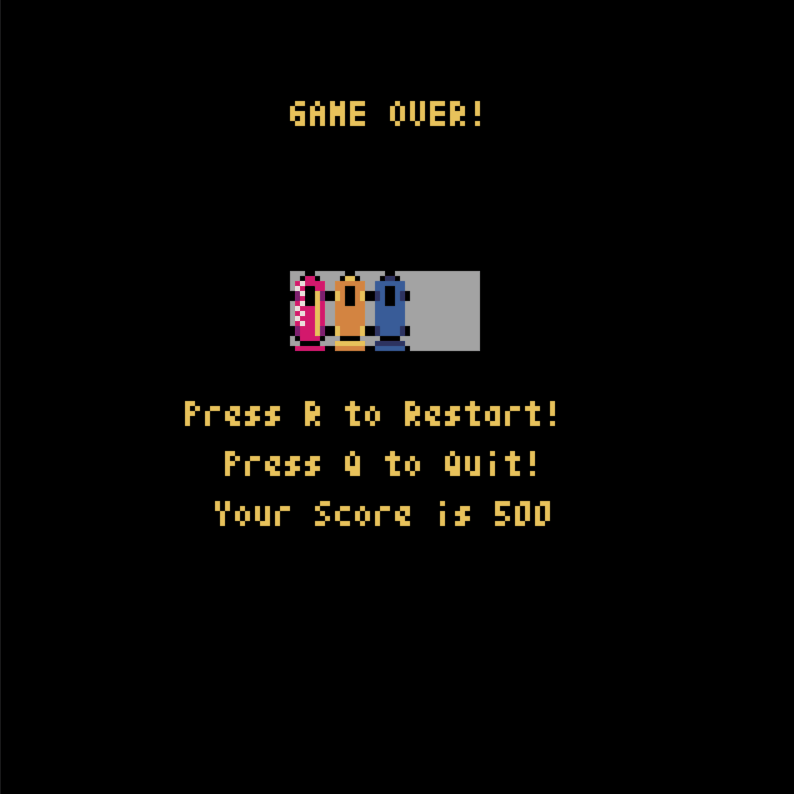 GAME OVER!
Press R to Restart!
Press Q to Quit!
Your Score is 500